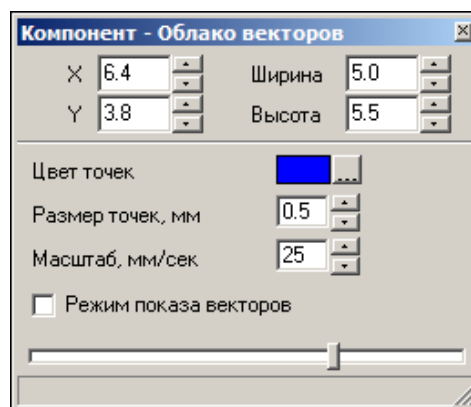 Компонент - Облако векторов
X 6.4 Ширина 5.0
Y 3.8 Высота 5.5
Цвет точек ...
Размер точек, мм 0.5
Масштаб, мм/сек 25
Режим показа векторов